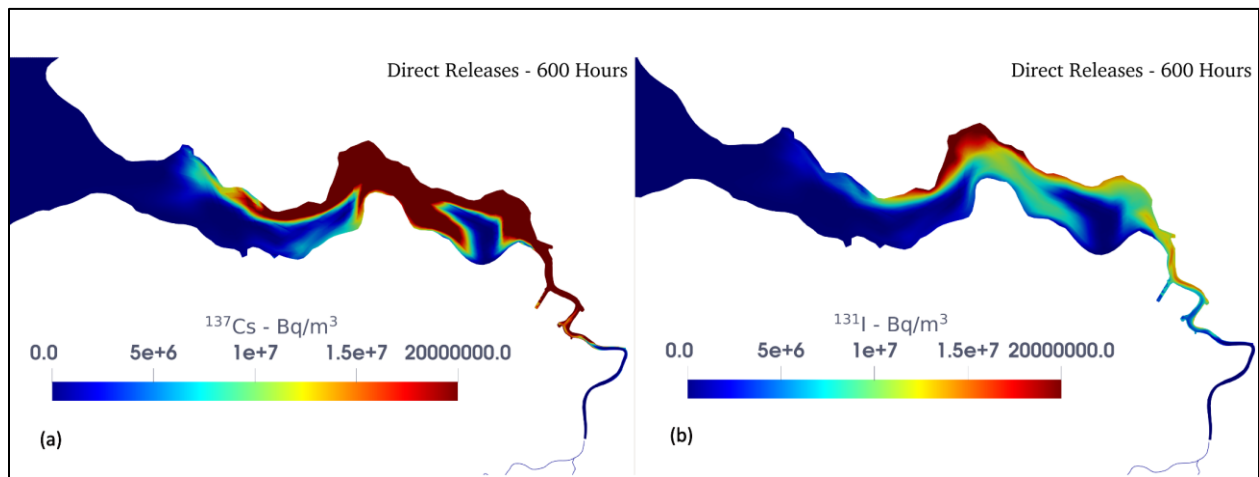 Direct Releases - 600 Hours
137Cs - Bq/m3
0.0 5e+6 1e+7 1.5e+7 20000000.0
(a)
Direct Releases - 600 Hours
131I - Bq/m3
0.0 5e+6 1e+7 1.5e+7 20000000.0
(b)